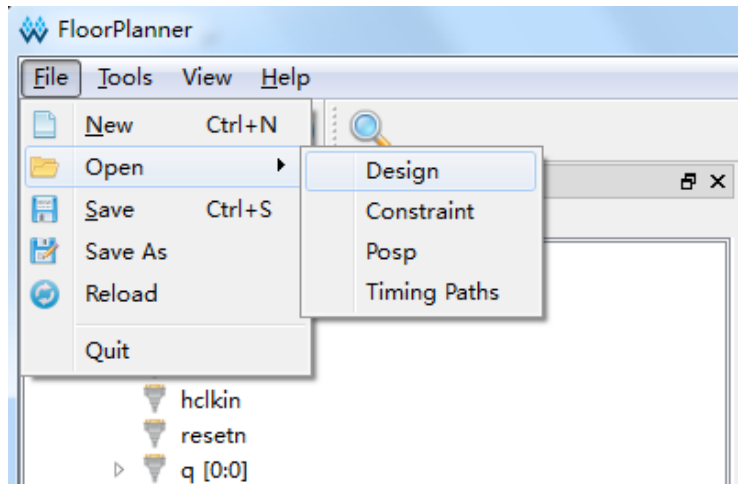 FloorPlanner
File Tools View Help
New Ctrl+N
Open
Design
Save Ctrl+S
Constraint
Save As
Posp
Reload
Timing Paths
Quit
hclkin
resetn
q [0:0]